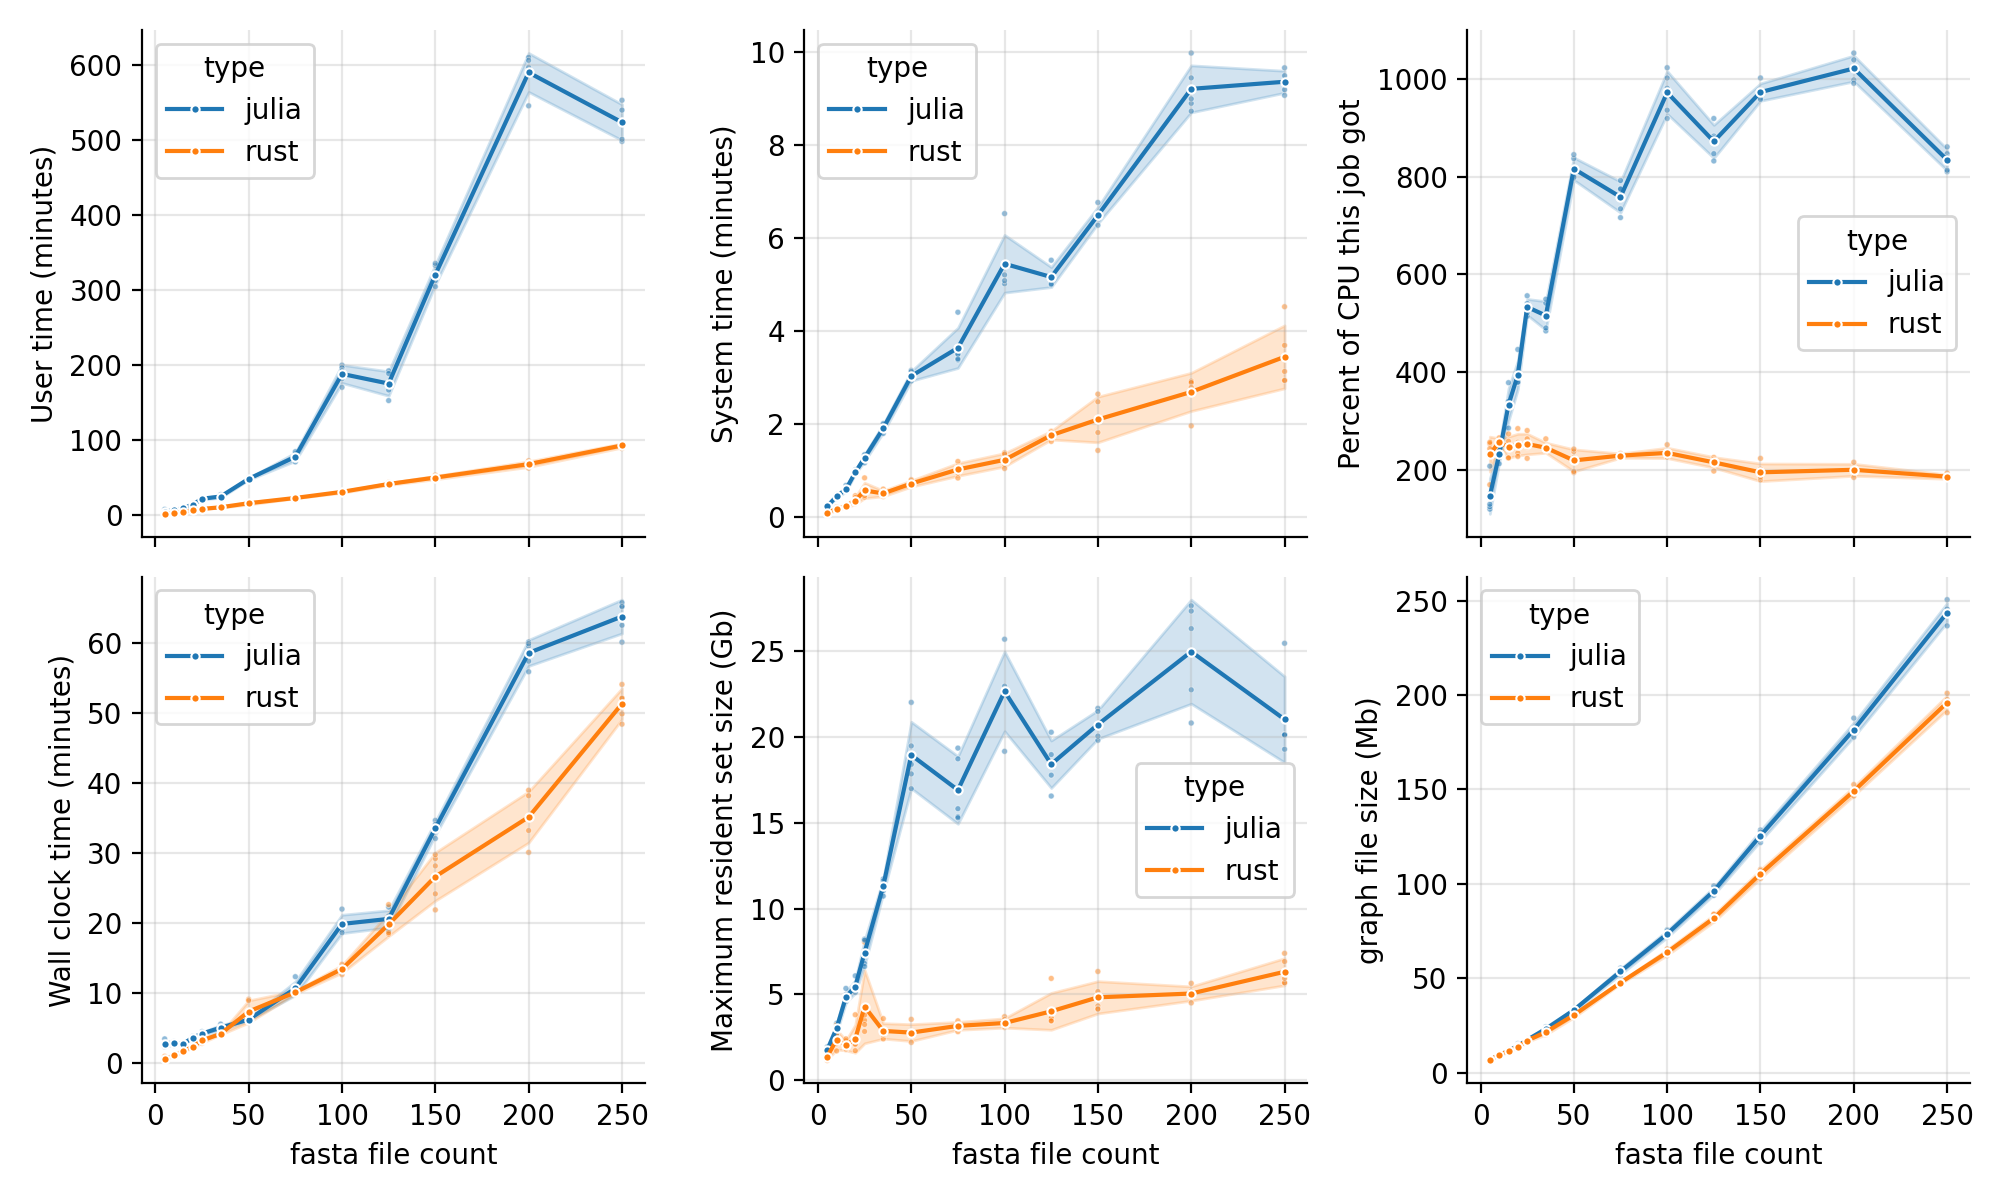 User time (minutes)
600
500
400
300
200
100
0
type
julia
rust
System time (minutes)
10
8
6
4
2
0
type
julia
rust
Percent of CPU this job got
1000
800
600
400
200
type
julia
rust
Wall clock time (minutes)
60
50
40
30
20
10
0
type
julia
rust
0 50 100 150 200 250
fasta file count
Maximum resident set size (Gb)
25
20
15
10
5
0
type
julia
rust
0 50 100 150 200 250
fasta file count
graph file size (Mb)
250
200
150
100
50
0
type
julia
rust
0 50 100 150 200 250
fasta file count